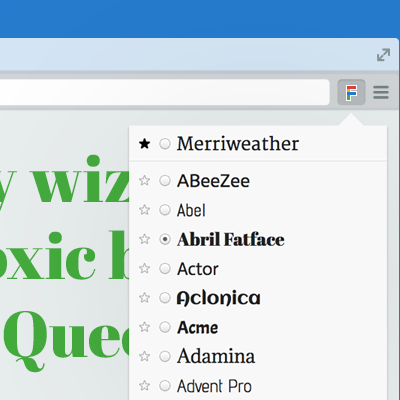 Merriweather
ABeeZee
Abel
Abril Fatface
Actor
Aclonica
Acme
Adamina
Advent Pro
y wiz
oxic b
Quee